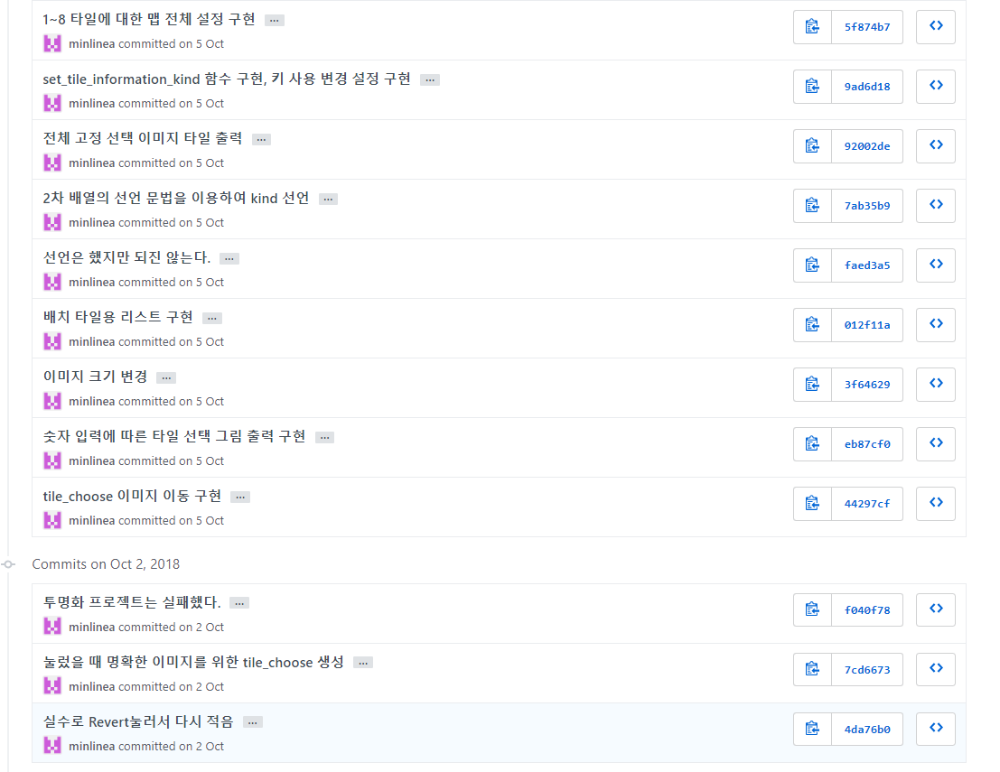 1~8 타일에 대한 맵 전체 설정 구현 ...
5f874b7
minlinea committed on 5 Oct
set_tile_information_kind 함수 구현, 키 사용 변경 설정 구현 ...
9ad6d18
minlinea committed on 5 Oct
전체 고정 선택 이미지 타일 출력 ...
92002de
minlinea committed on 5 Oct
2차 배열의 선언 문법을 이용하여 kind 선언 ...
7ab35b9
minlinea committed on 5 Oct
선언은 했지만 되진 않는다. ...
faed3a5
minlinea committed on 5 Oct
배치 타일용 리스트 구현 ...
012f11a
minlinea committed on 5 Oct
이미지 크기 변경 ...
3f64629
minlinea committed on 5 Oct
숫자 입력에 따른 타일 선택 그림 출력 구현 ...
eb87cf0
minlinea committed on 5 Oct
tile_choose 이미지 이동 구현 ...
44297cf
minlinea committed on 5 Oct
Commits on Oct 2, 2018
투명화 프로젝트는 실패했다. ...
f040f78
minlinea committed on 2 Oct
눌렀을 때 명확한 이미지를 위한 tile_choose 생성 ...
7cd6673
minlinea committed on 2 Oct
실수로 Revert눌러서 다시 적음 ...
4da76b0
minlinea committed on 2 Oct